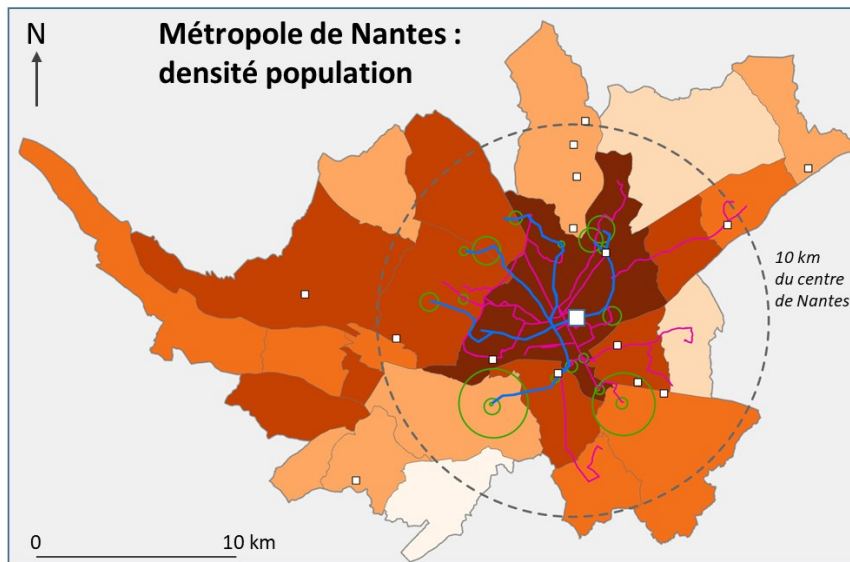 N
Métropole de Nantes :
densité population
10 km
du centre
de Nantes
0 10 km